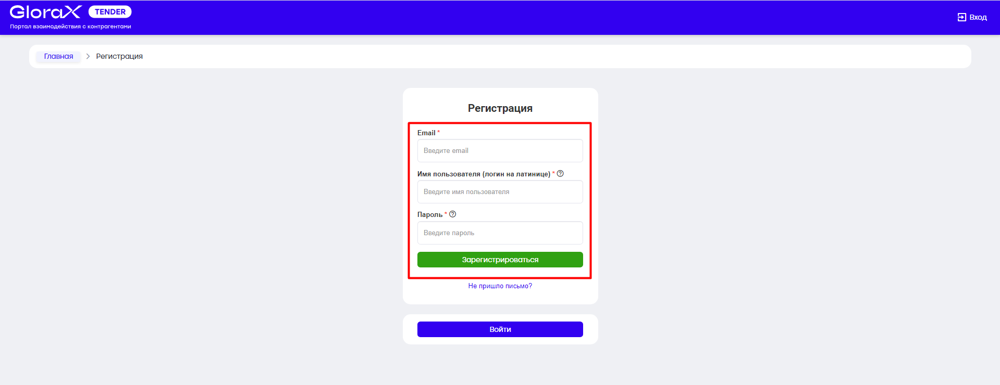 GloraX TENDER
Портал взаимодействия с контрагентами
Вход
Главная > Регистрация
Регистрация
Email *
Введите email
Имя пользователя (логин на латинице) * ?
Введите имя пользователя
Пароль * ?
Введите пароль
Зарегистрироваться
Не пришло письмо?
Войти